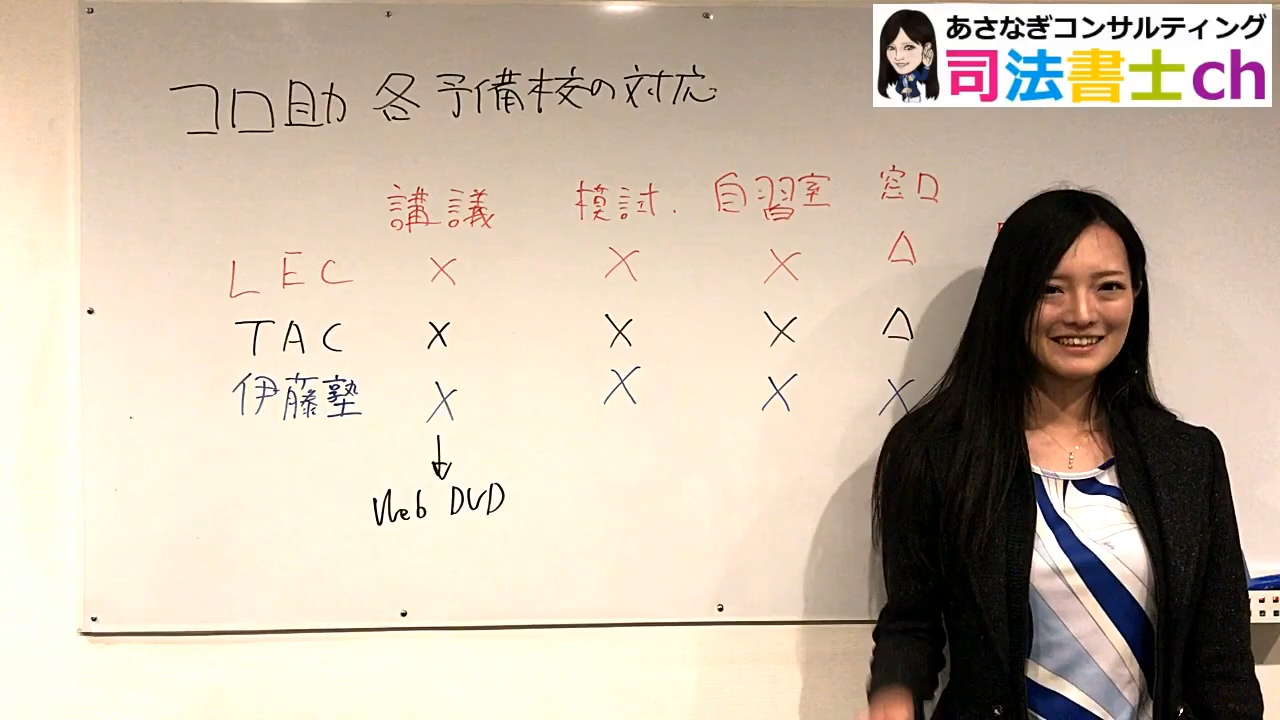 あさなぎコンサルティング
司法書士ch
コロ助 各予備校の対応
講議 模試. 自習室 窓口
LEC × × × △
TAC × × × △
伊藤塾 × × × ×
↓
Web DVD